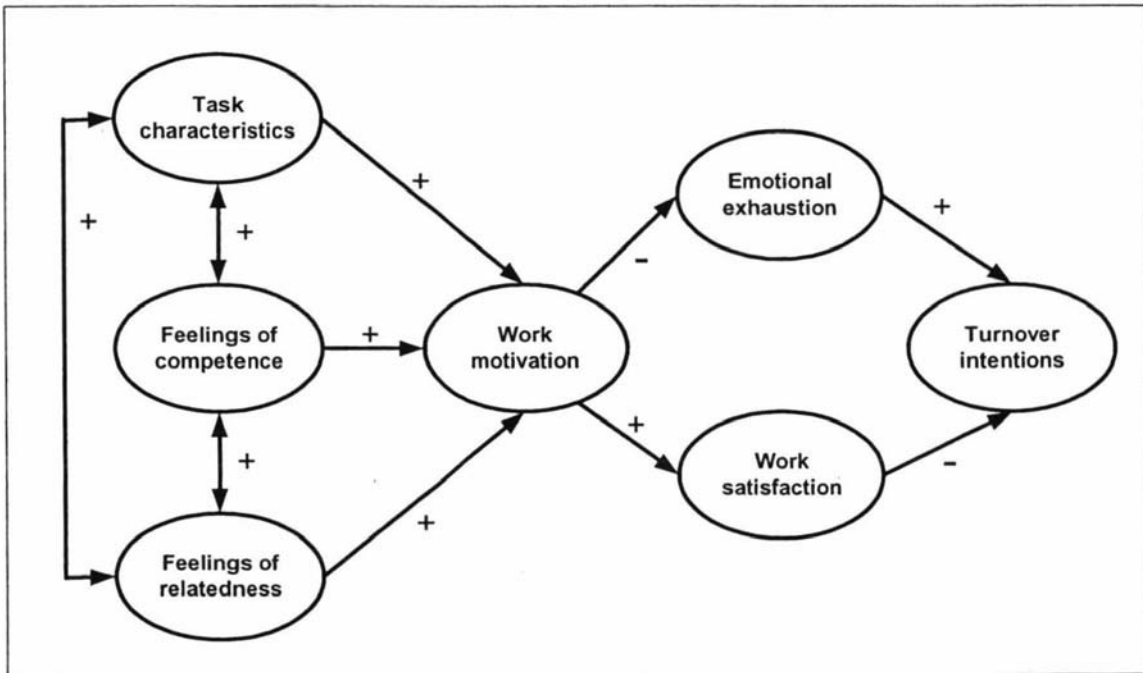 Task
characteristics
+
+
+
Emotional
exhaustion
+
-
Feelings of
competence
+
Work
motivation
Turnover
intentions
+
+
Work
satisfaction
-
+
Feelings of
relatedness